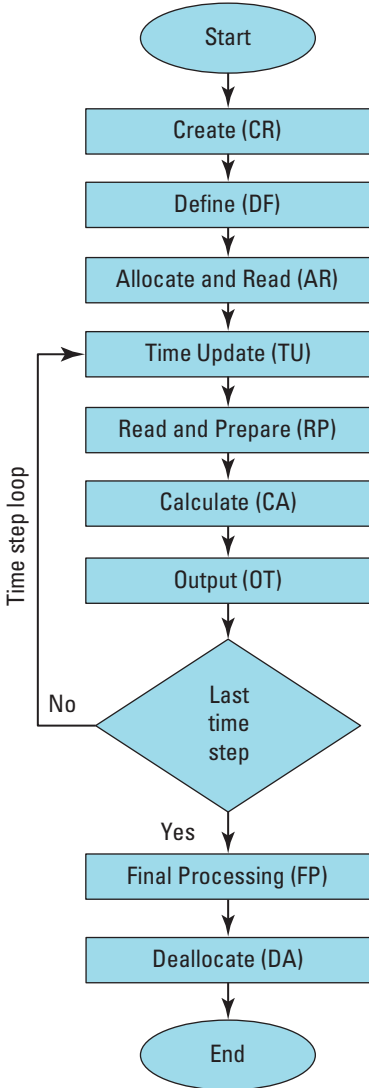 Start
Create (CR)
Define (DF)
Allocate and Read (AR)
Time Update (TU)
Read and Prepare (RP)
Calculate (CA)
Output (OT)
Time step loop
Last
time
step
No
Yes
Final Processing (FP)
Deallocate (DA)
End